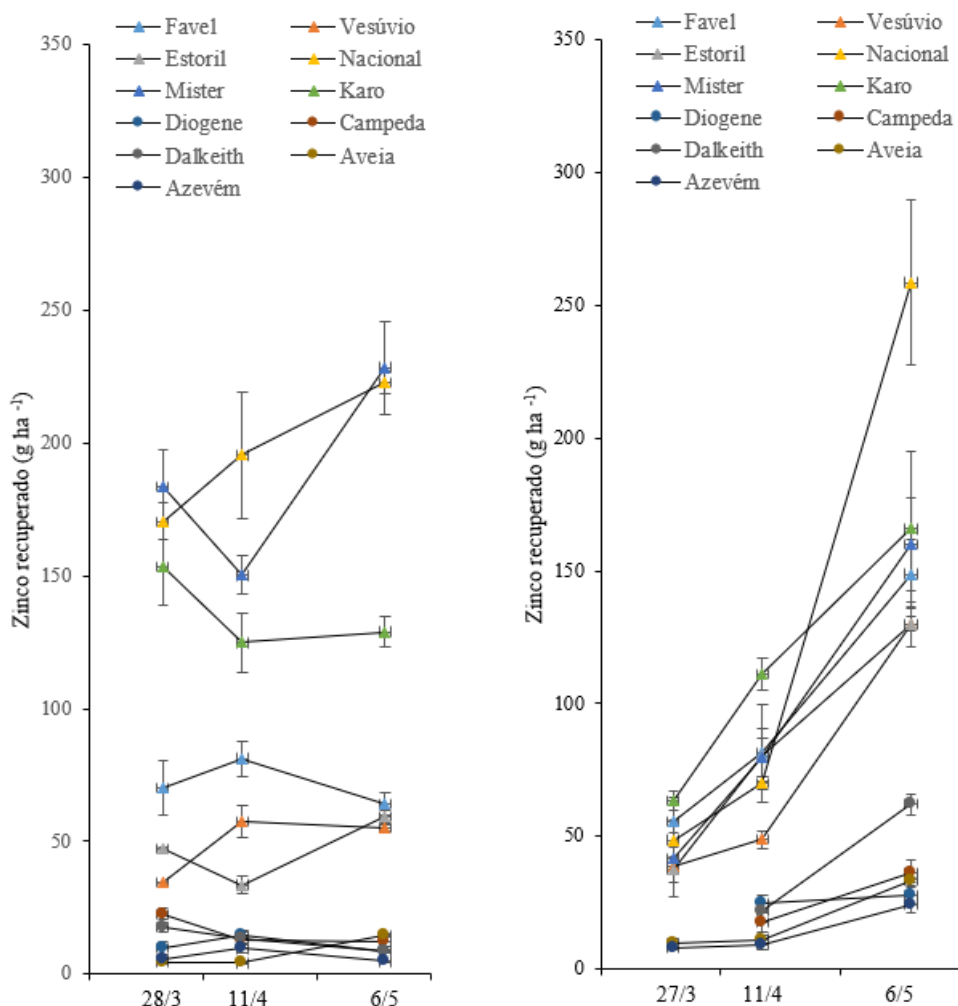 Favel Vesúvio
Estoril Nacional
Mister Karo
Diogene Campeda
Dalkeith Aveia
Azevém
Zinco recuperado (g ha -1)
350
300
250
200
150
100
50
0
28/3 11/4 6/5
Favel Vesúvio
Estoril Nacional
Mister Karo
Diogene Campeda
Dalkeith Aveia
Azevém
Zinco recuperado (g ha -1)
350
300
250
200
150
100
50
0
27/3 11/4 6/5